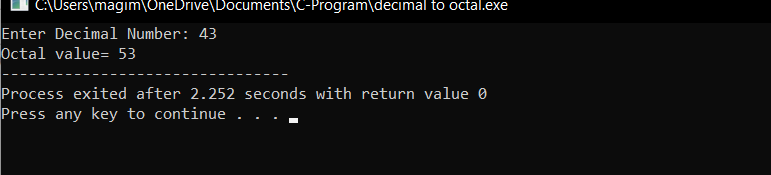 C:\Users\magim\OneDrive\Documents\C-Program\decimal to octal.exe
Enter Decimal Number: 43
Octal value= 53
--------------------------------
Process exited after 2.252 seconds with return value 0
Press any key to continue . . .